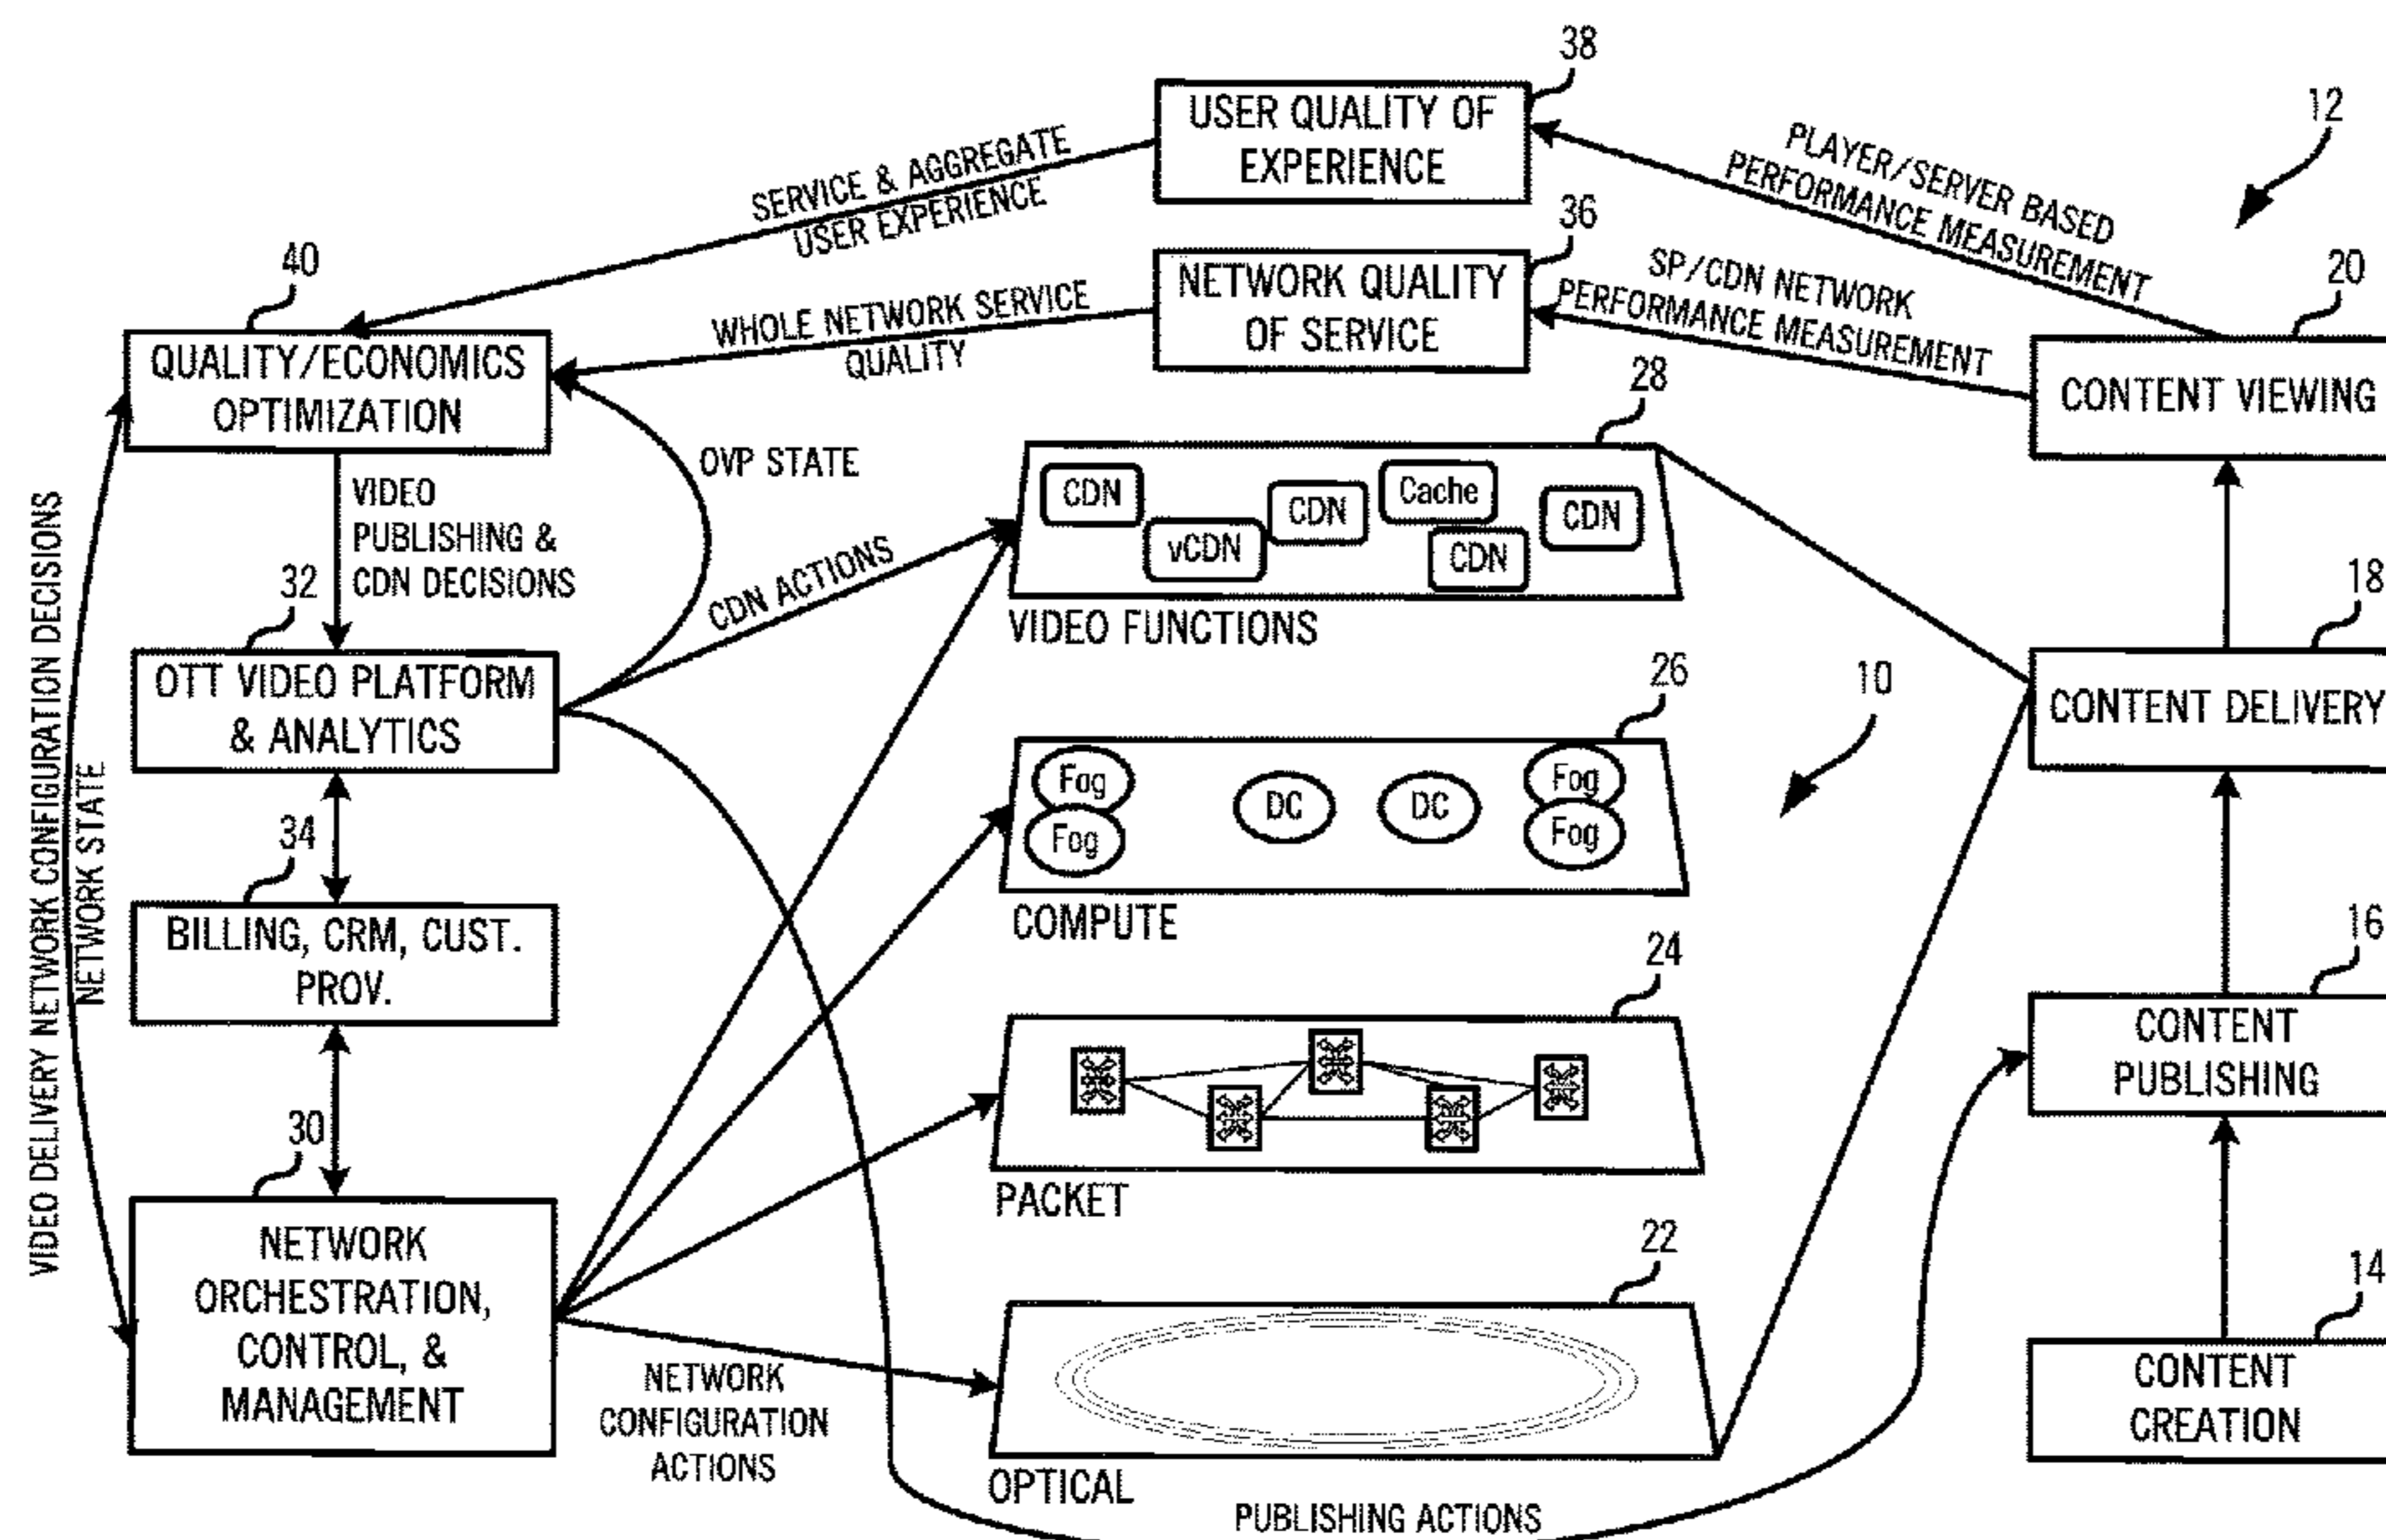 38
USER QUALITY OF
EXPERIENCE
12
PLAYER/SERVER BASED
PERFORMANCE MEASUREMENT
SERVICE & AGGREGATE
USER EXPERIENCE
36
NETWORK QUALITY
OF SERVICE
SP/CDN NETWORK
PERFORMANCE MEASUREMENT
WHOLE NETWORK SERVICE
QUALITY
40
QUALITY/ECONOMICS
OPTIMIZATION
20
CONTENT VIEWING
OVP STATE
VIDEO
PUBLISHING &
CDN DECISIONS
28
CDN
vCDN
CDN
Cache
CDN
CDN
VIDEO FUNCTIONS
CDN ACTIONS
32
OTT VIDEO PLATFORM
& ANALYTICS
18
CONTENT DELIVERY
VIDEO DELIVERY NETWORK CONFIGURATION DECISIONS
NETWORK STATE
26
10
Fog
Fog
DC
DC
Fog
Fog
COMPUTE
34
BILLING, CRM, CUST.
PROV.
24
PACKET
16
CONTENT
PUBLISHING
30
NETWORK
ORCHESTRATION,
CONTROL, &
MANAGEMENT
22
OPTICAL
NETWORK
CONFIGURATION
ACTIONS
14
CONTENT
CREATION
PUBLISHING ACTIONS